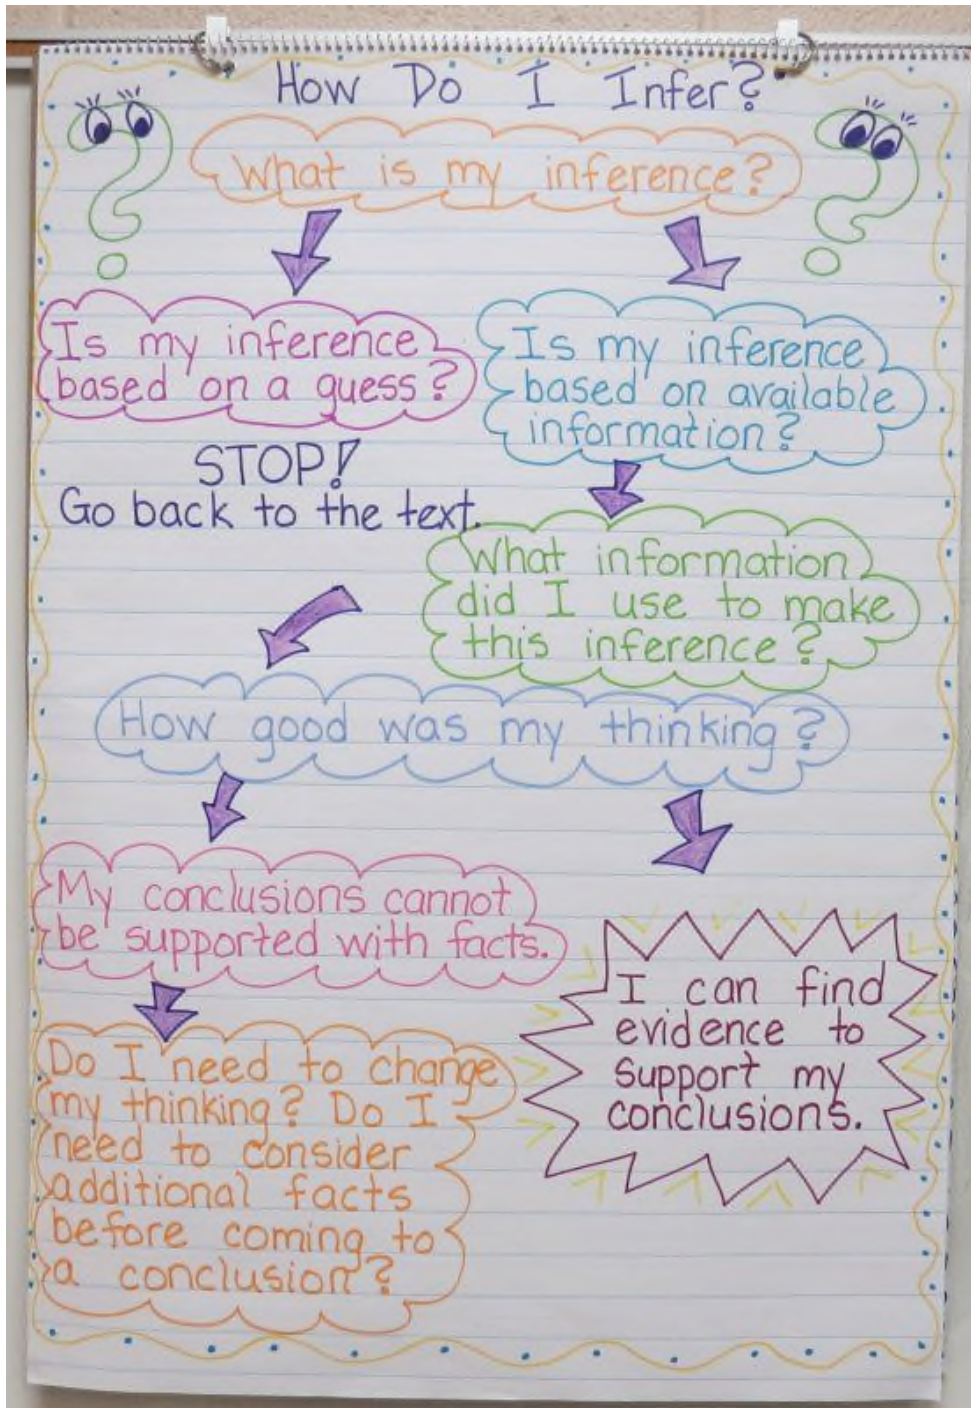 How Do I Infer?
What is my inference?
Is my inference
based on a guess?
STOP!
Go back to the text.
Is my inference
based on available
information?
What information
did I use to make
this inference?
How good was my thinking?
My conclusions cannot
be supported with facts.
Do I need to change
my thinking? Do I
need to consider
additional facts
before coming to
a conclusion?
I can find
evidence to
support my
conclusions.